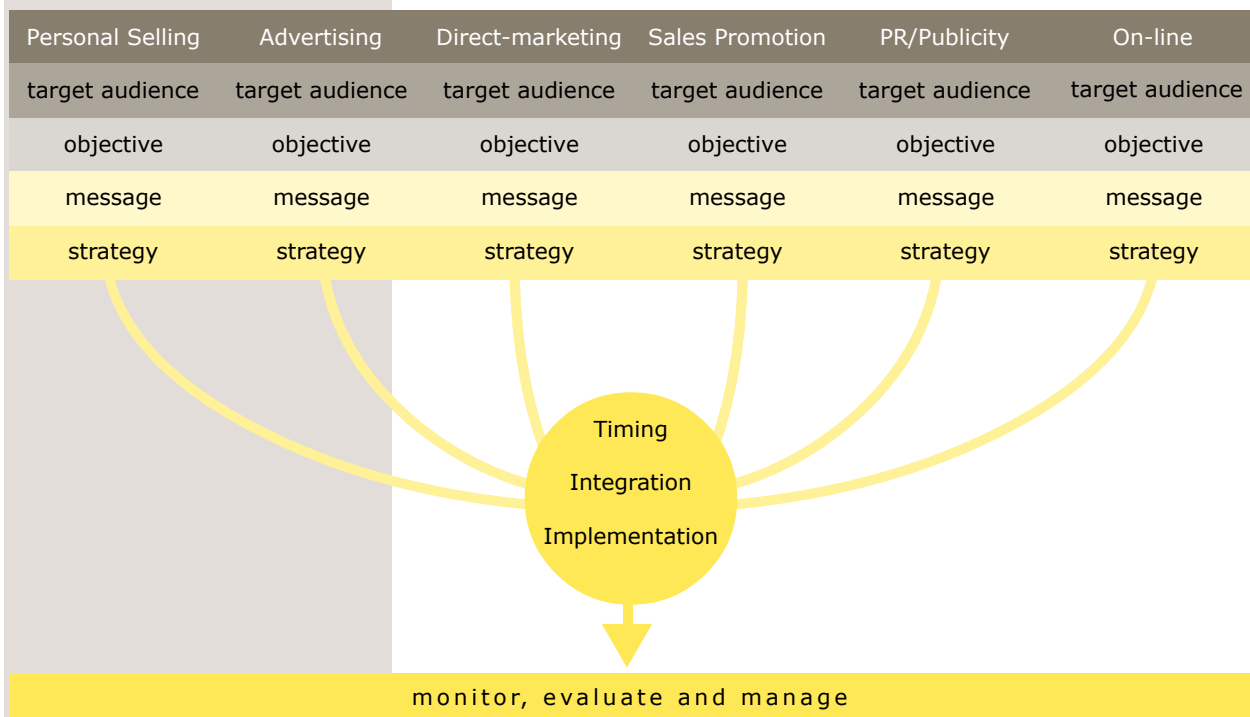 Personal Selling Advertising Direct-marketing Sales Promotion PR/Publicity On-line
target audience target audience target audience target audience target audience target audience
objective objective objective objective objective objective
message message message message message message
strategy strategy strategy strategy strategy strategy
Timing
Integration
Implementation
monitor, evaluate and manage